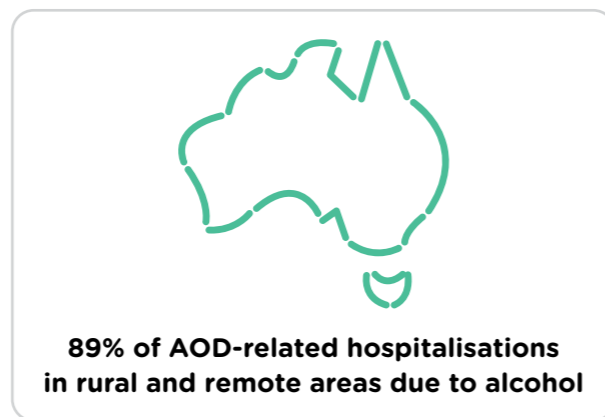 89% of AOD-related hospitalisations
in rural and remote areas due to alcohol